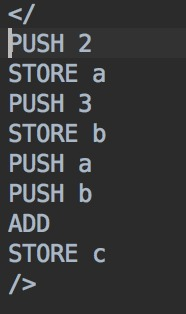 </
PUSH 2
STORE a
PUSH 3
STORE b
PUSH a
PUSH b
ADD
STORE c
/>